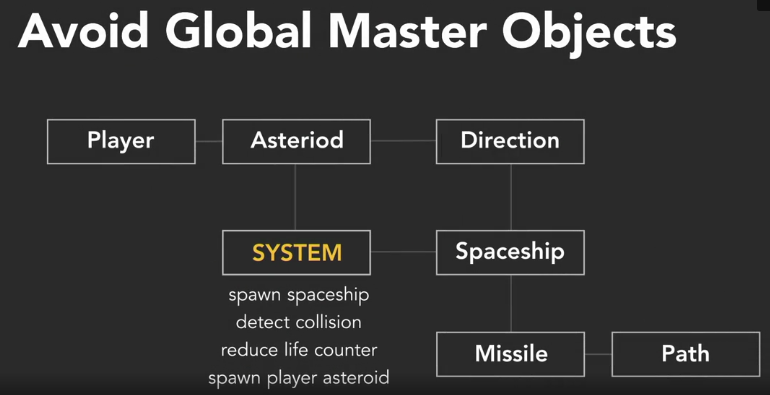 Avoid Global Master Objects
Player
Asteriod
Direction
SYSTEM
Spaceship
spawn spaceship
detect collision
reduce life counter
spawn player asteroid
Missile
Path